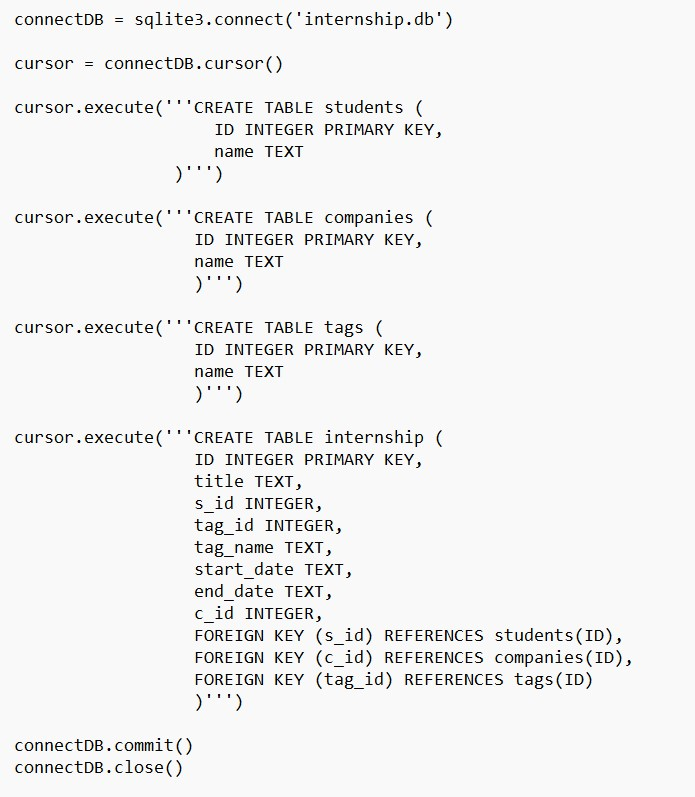 connectDB = sqlite3.connect('internship.db')
cursor = connectDB.cursor()
cursor.execute('''CREATE TABLE students (
ID INTEGER PRIMARY KEY,
name TEXT
)''')
cursor.execute('''CREATE TABLE companies (
ID INTEGER PRIMARY KEY,
name TEXT
)''')
cursor.execute('''CREATE TABLE tags (
ID INTEGER PRIMARY KEY,
name TEXT
)''')
cursor.execute('''CREATE TABLE internship (
ID INTEGER PRIMARY KEY,
title TEXT,
s_id INTEGER,
tag_id INTEGER,
tag_name TEXT,
start_date TEXT,
end_date TEXT,
c_id INTEGER,
FOREIGN KEY (s_id) REFERENCES students(ID),
FOREIGN KEY (c_id) REFERENCES companies(ID),
FOREIGN KEY (tag_id) REFERENCES tags(ID)
)''')
connectDB.commit()
connectDB.close()